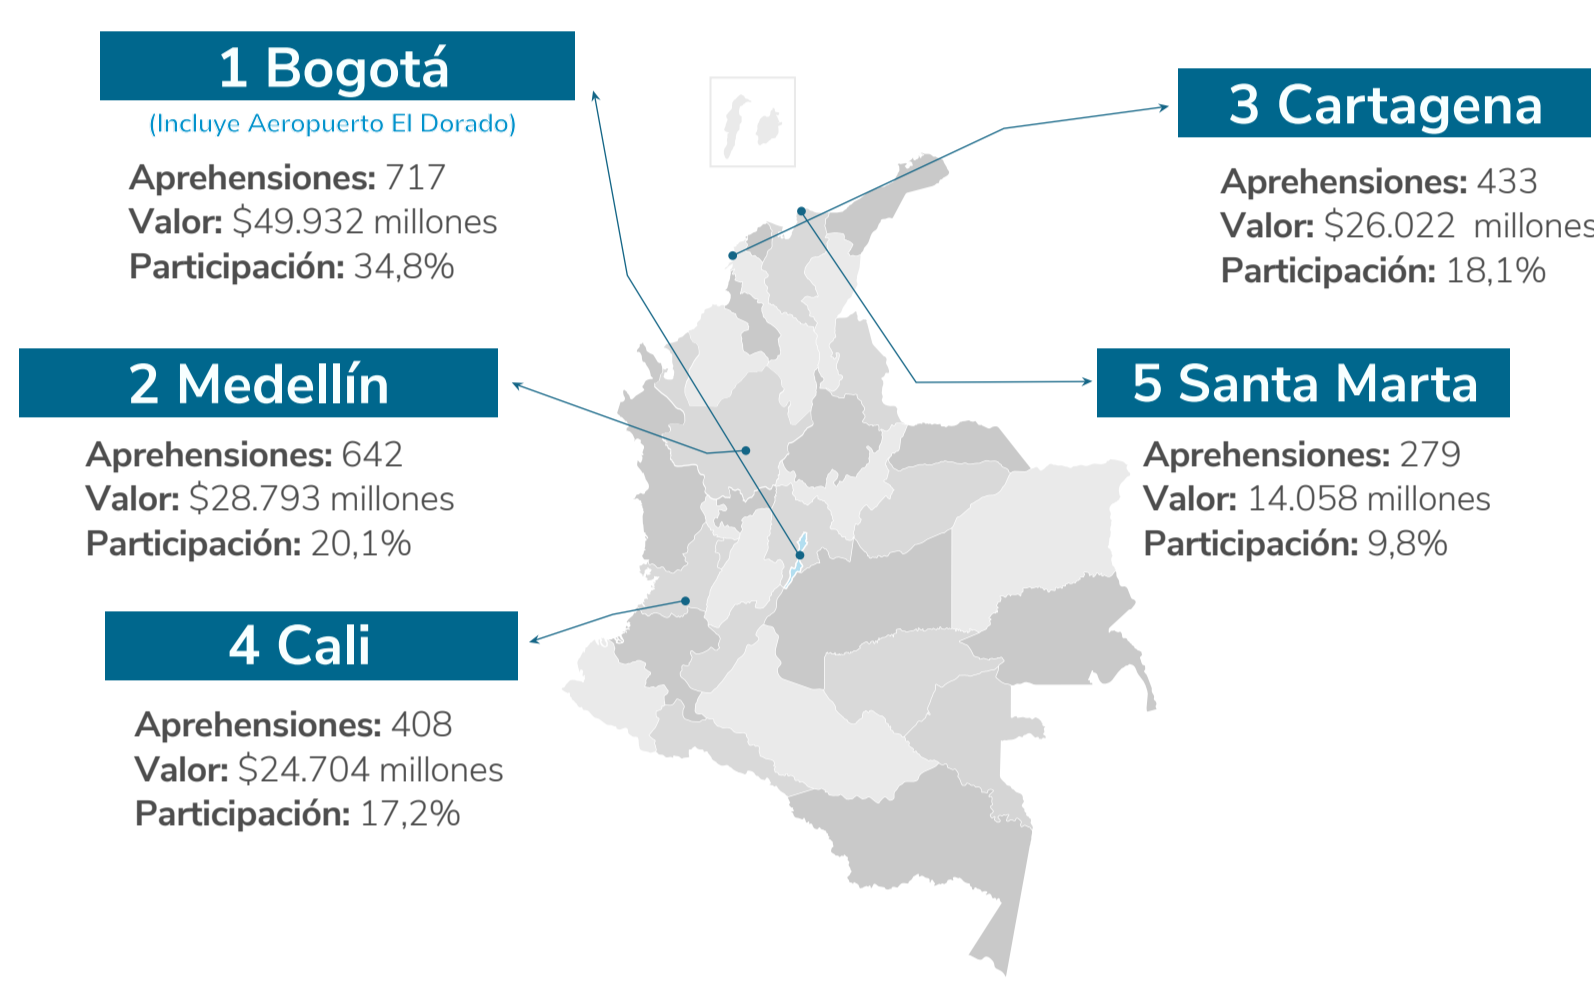 1 Bogotá
(Incluye Aeropuerto El Dorado)
Aprehensiones: 717
Valor: $49.932 millones
Participación: 34,8%
2 Medellín
Aprehensiones: 642
Valor: $28.793 millones
Participación: 20,1%
4 Cali
Aprehensiones: 408
Valor: $24.704 millones
Participación: 17,2%
3 Cartagena
Aprehensiones: 433
Valor: $26.022 millones
Participación: 18,1%
5 Santa Marta
Aprehensiones: 279
Valor: 14.058 millones
Participación: 9,8%